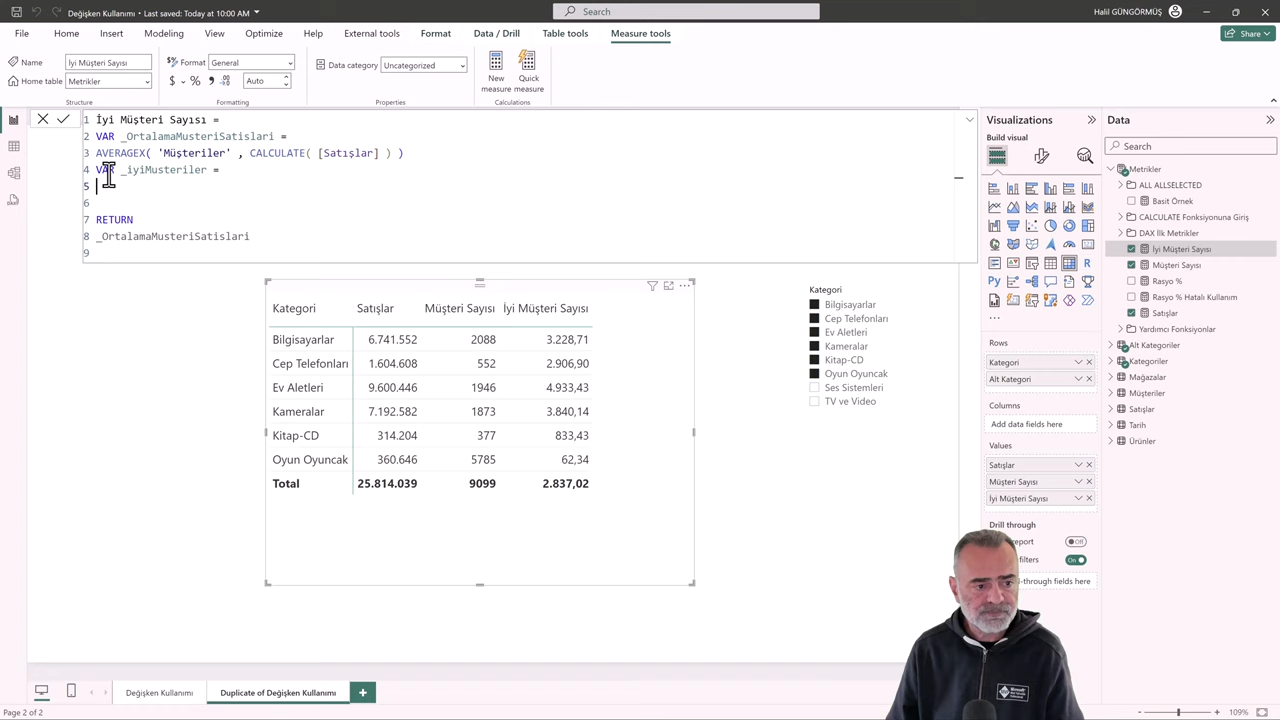 Değişken Kullanımı • Last saved: Today at 10:00 AM
Search
Halil GÜNGÖRMÜŞ
File Home Insert Modeling View Optimize Help External tools Format Data / Drill Table tools Measure tools
Share
Name İyi Müşteri Sayısı
Home table Metrikler
Structure
Format General
$ % Auto
Formatting
Data category Uncategorized
Properties
New measure
Quick measure
Calculations
1 İyi Müşteri Sayısı =
2 VAR _OrtalamaMusteriSatislari =
3 AVERAGEX( 'Müşteriler' , CALCULATE( [Satışlar] ) )
4 VAR _iyiMusteriler =
5
6
7 RETURN
8 _OrtalamaMusteriSatislari
9
Kategori Satışlar Müşteri Sayısı İyi Müşteri Sayısı
Bilgisayarlar 6.741.552 2088 3.228,71
Cep Telefonları 1.604.608 552 2.906,90
Ev Aletleri 9.600.446 1946 4.933,43
Kameralar 7.192.582 1873 3.840,14
Kitap-CD 314.204 377 833,43
Oyun Oyuncak 360.646 5785 62,34
Total 25.814.039 9099 2.837,02
Kategori
Bilgisayarlar
Cep Telefonları
Ev Aletleri
Kameralar
Kitap-CD
Oyun Oyuncak
Ses Sistemleri
TV ve Video
Visualizations
Build visual
Rows
Kategori
Alt Kategori
Columns
Add data fields here
Values
Satışlar
Müşteri Sayısı
İyi Müşteri Sayısı
Drill through
report Off
filters On
fields here
Data
Search
Metrikler
ALL ALLSELECTED
Basit Örnek
CALCULATE Fonksiyonuna Giriş
DAX İlk Metrikler
İyi Müşteri Sayısı
Müşteri Sayısı
Rasyo %
Rasyo % Hatalı Kullanım
Satışlar
Yardımcı Fonksiyonlar
Alt Kategoriler
Kategoriler
Mağazalar
Müşteriler
Satışlar
Tarih
Ürünler
Değişken Kullanımı
Duplicate of Değişken Kullanımı
Page 2 of 2
109%